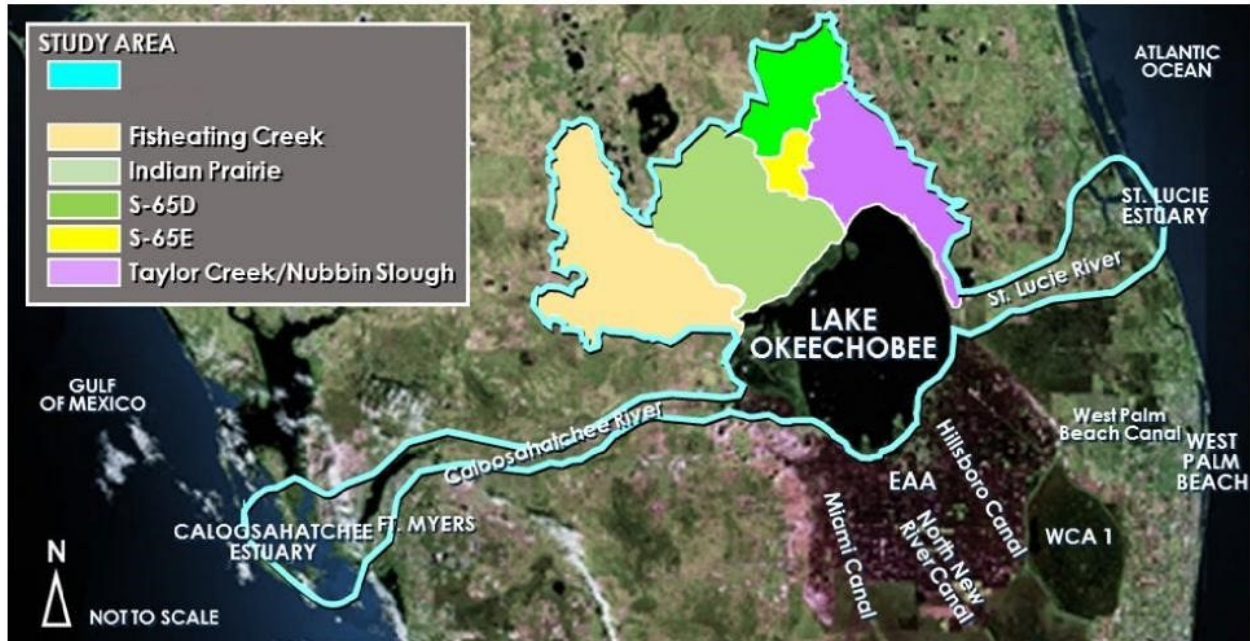 STUDY AREA
Fisheating Creek
Indian Prairie
S-65D
S-65E
Taylor Creek/Nubbin Slough
ATLANTIC
OCEAN
ST. LUCIE
ESTUARY
St. Lucie River
LAKE
OKEECHOBEE
GULF
OF MEXICO
Caloosahatchee River
West Palm
Beach Canal
WEST
PALM
BEACH
Hillsboro Canal
EAA
CALOOSAHATCHEE
ESTUARY
FT. MYERS
Miami Canal
North New
River Canal
WCA 1
N
NOT TO SCALE